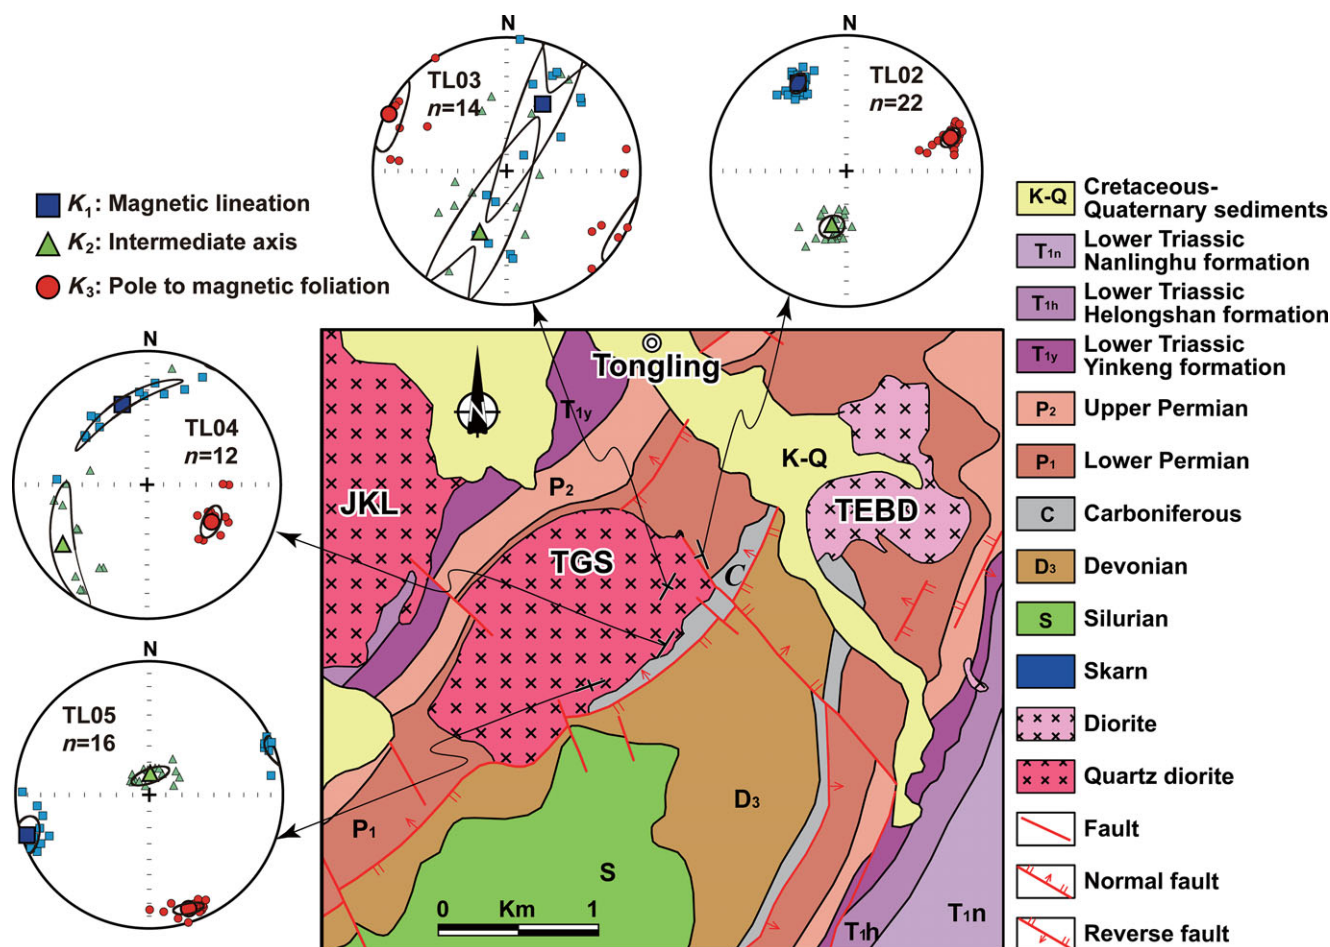 N
TL03
n=14
N
TL02
n=22
K1: Magnetic lineation
K2: Intermediate axis
K3: Pole to magnetic foliation
N
TL04
n=12
N
TL05
n=16
Tongling
N
T1y
P2
K-Q
JKL
TEBD
TGS
C
D3
P1
S
T1h
T1n
0 Km 1
K-Q Cretaceous-
Quaternary sediments
T1n Lower Triassic
Nanlinghu formation
T1h Lower Triassic
Helongshan formation
T1y Lower Triassic
Yinkeng formation
P2 Upper Permian
P1 Lower Permian
C Carboniferous
D3 Devonian
S Silurian
Skarn
Diorite
Quartz diorite
Fault
Normal fault
Reverse fault